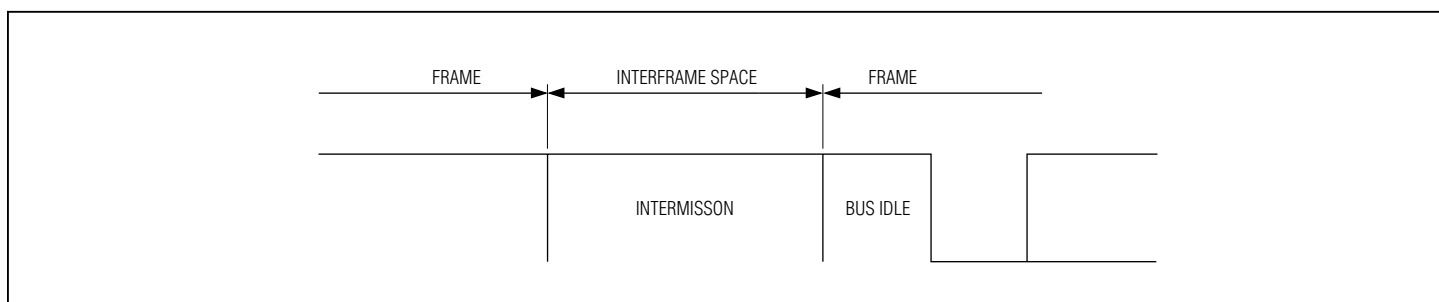 FRAME
INTERFRAME SPACE
FRAME
INTERMISSON
BUS IDLE